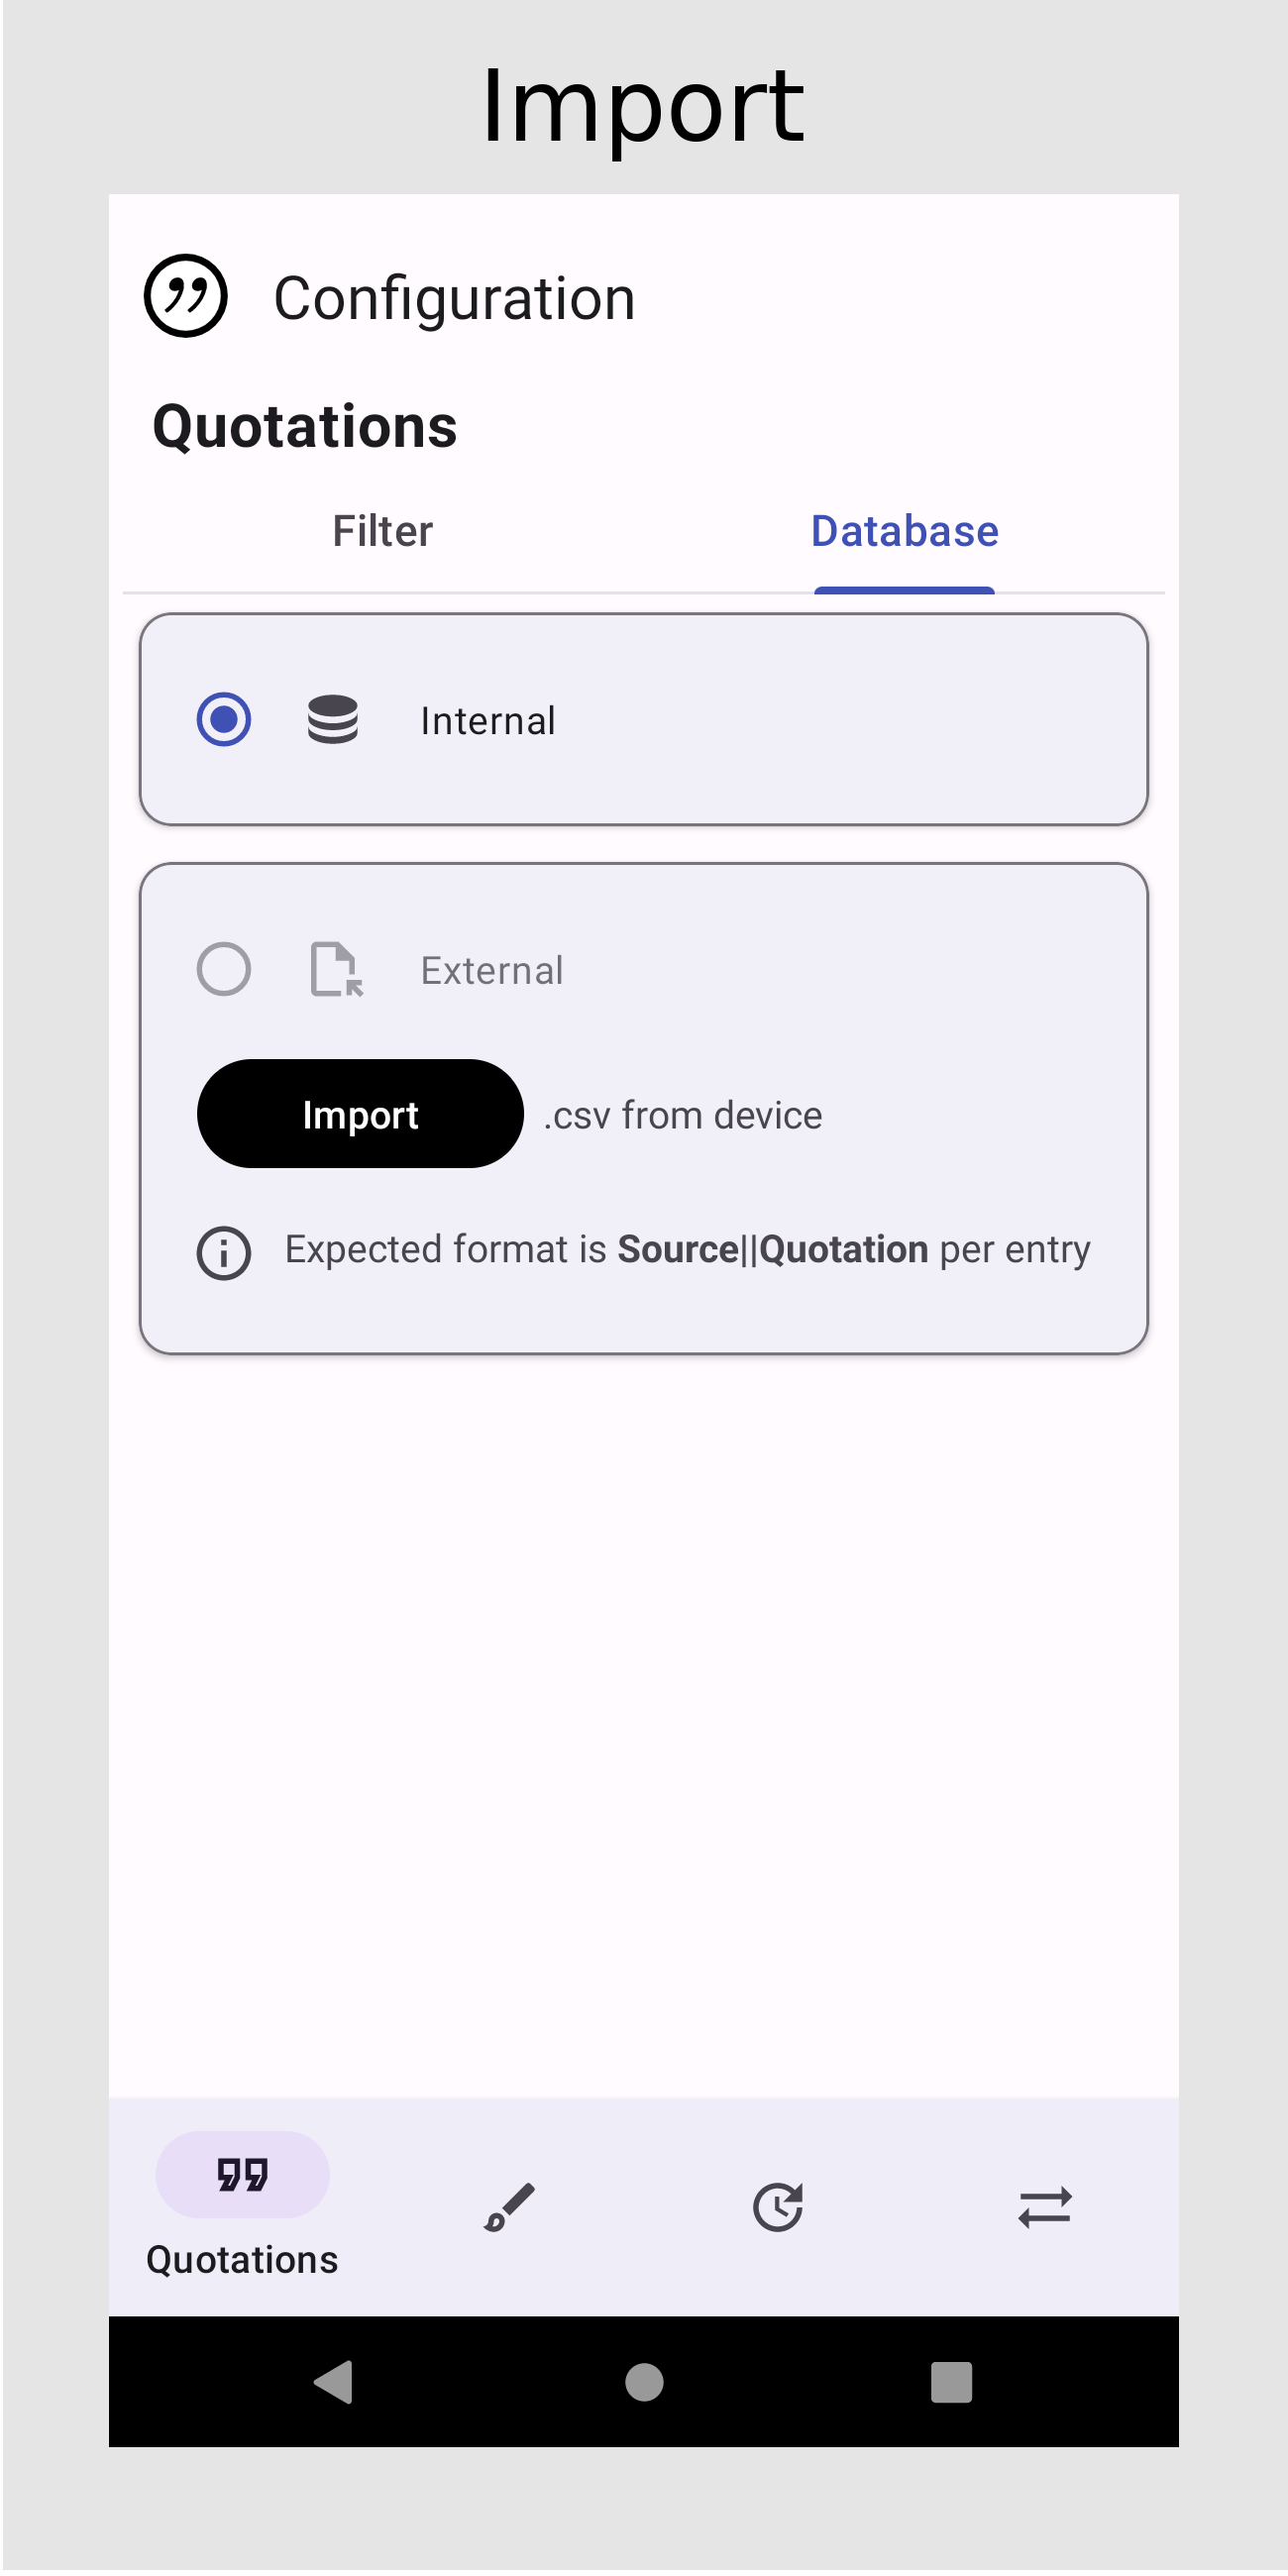 Import
Configuration
Quotations
Filter Database
Internal
External
Import .csv from device
Expected format is Source||Quotation per entry
Quotations